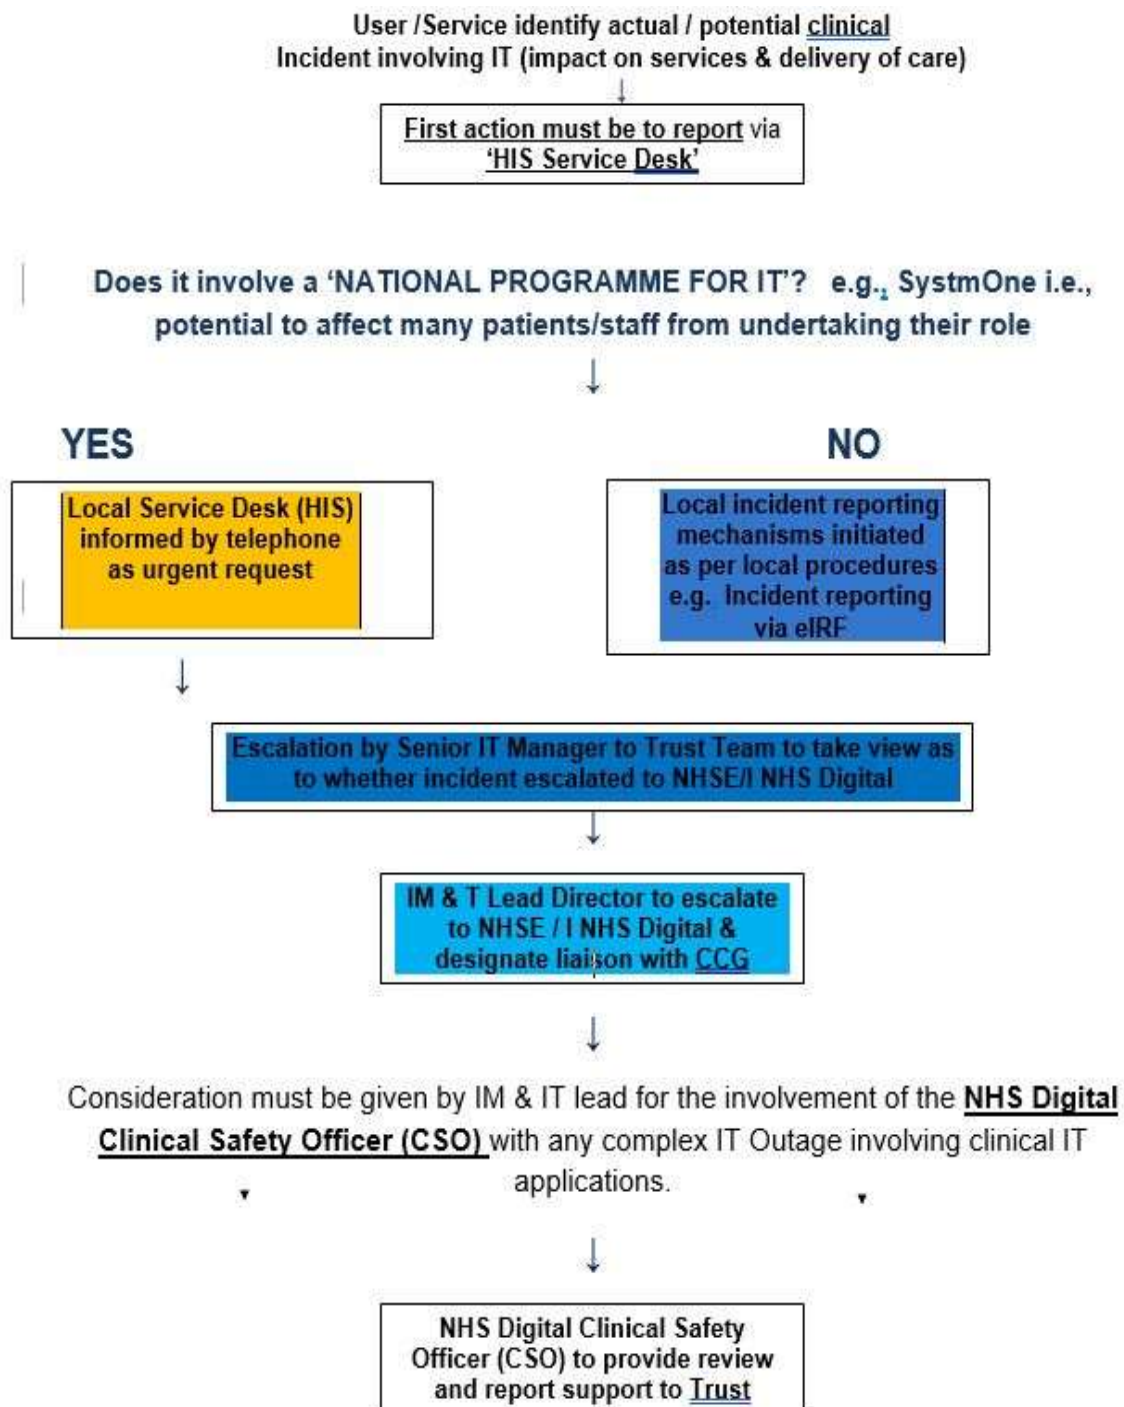 User /Service identify actual / potential clinical
Incident involving IT (impact on services & delivery of care)
First action must be to report via
‘HIS Service Desk’
Does it involve a ‘NATIONAL PROGRAMME FOR IT’? e.g., SystmOne i.e.,
potential to affect many patients/staff from undertaking their role
YES
NO
Local Service Desk (HIS)
informed by telephone
as urgent request
Local incident reporting
mechanisms initiated
as per local procedures
e.g. Incident reporting
via eIRF
Escalation by Senior IT Manager to Trust Team to take view as
to whether incident escalated to NHSE/I NHS Digital
IM & T Lead Director to escalate
to NHSE / I NHS Digital &
designate liaison with CCG
Consideration must be given by IM & IT lead for the involvement of the NHS Digital
Clinical Safety Officer (CSO) with any complex IT Outage involving clinical IT
applications.
NHS Digital Clinical Safety
Officer (CSO) to provide review
and report support to Trust